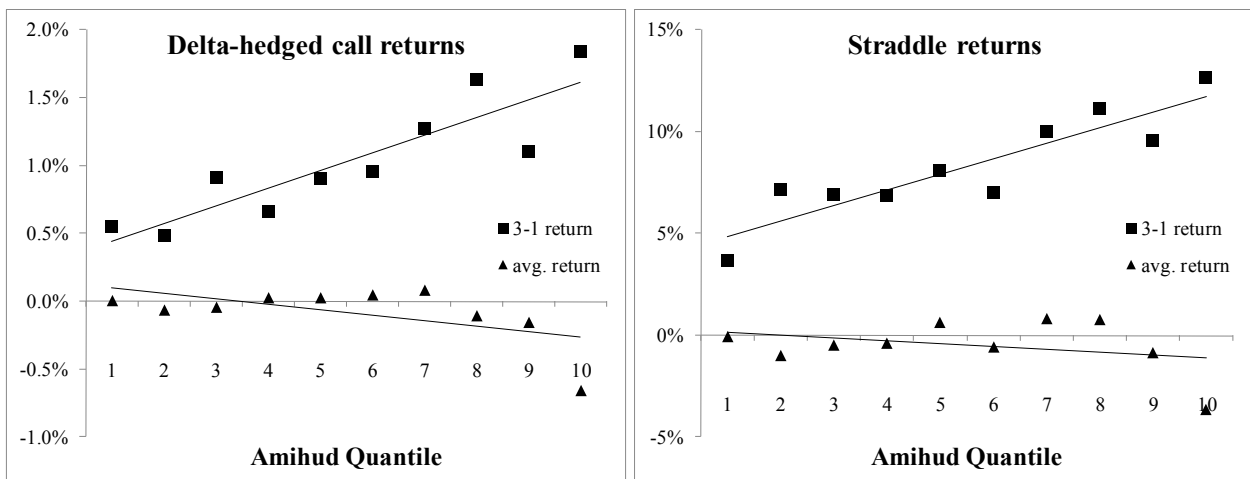 Delta-hedged call returns
2.0%
1.5%
1.0%
0.5%
0.0%
-0.5%
-1.0%
3-1 return
avg. return
1 2 3 4 5 6 7 8 9 10
Amihud Quantile
Straddle returns
15%
10%
5%
0%
-5%
3-1 return
avg. return
1 2 3 4 5 6 7 8 9 10
Amihud Quantile